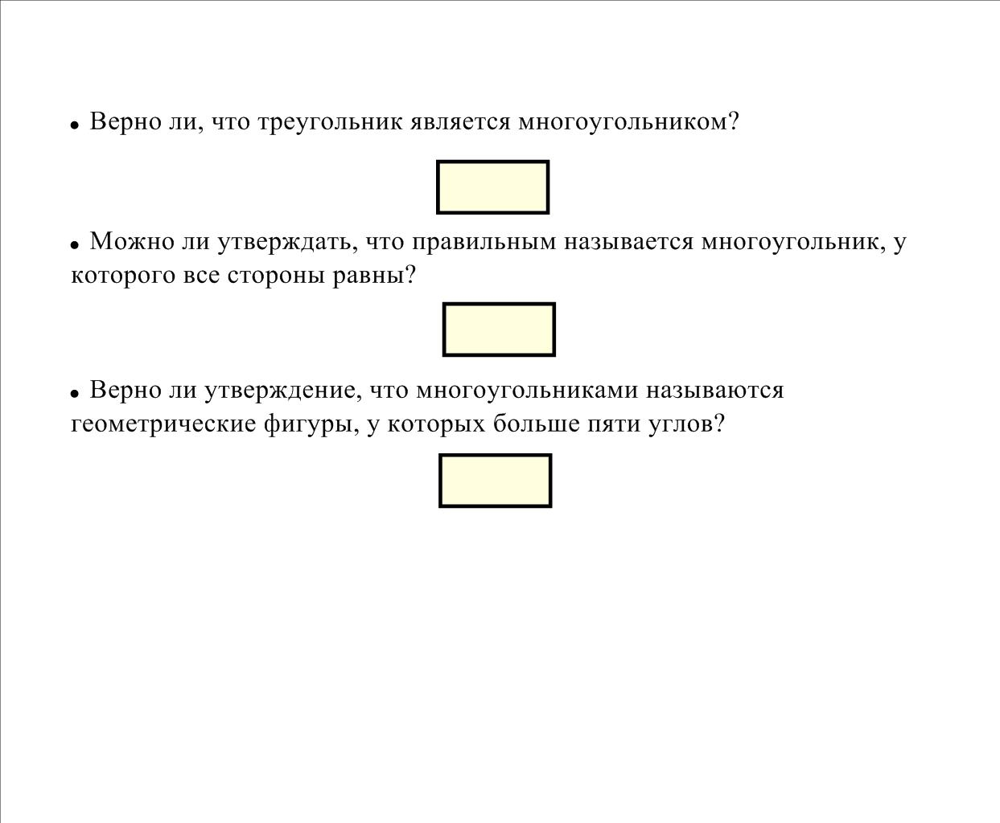 • Верно ли, что треугольник является многоугольником?
• Можно ли утверждать, что правильным называется многоугольник, у
которого все стороны равны?
• Верно ли утверждение, что многоугольниками называются
геометрические фигуры, у которых больше пяти углов?